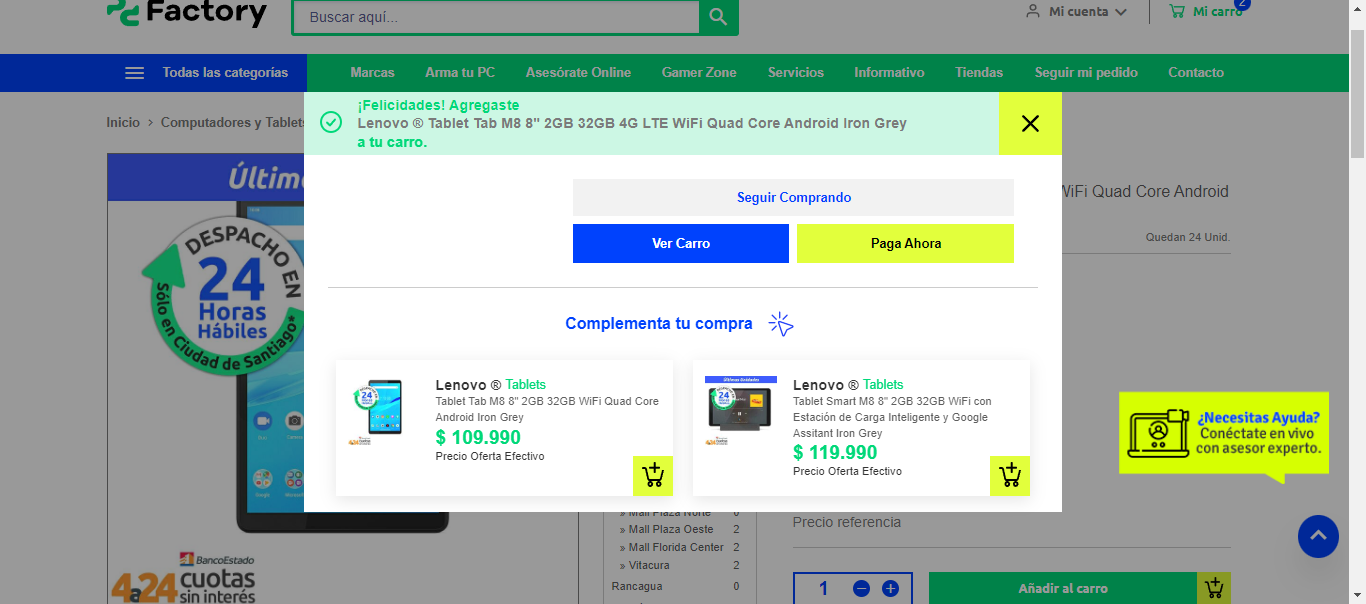 Factory
Buscar aquí...
Mi cuenta
Mi carro
2
Todas las categorías
Marcas
Arma tu PC
Asesórate Online
Gamer Zone
Servicios
Informativo
Tiendas
Seguir mi pedido
Contacto
Inicio > Computadores y Tablets
¡Felicidades! Agregaste
Lenovo ® Tablet Tab M8 8" 2GB 32GB 4G LTE WiFi Quad Core Android Iron Grey
a tu carro.
Seguir Comprando
Ver Carro
Paga Ahora
WiFi Quad Core Android
Quedan 24 Unid.
DESPACHO EN
24
Horas
Hábiles
Sólo en Ciudad de Santiago*
Complementa tu compra
Lenovo ® Tablets
Tablet Tab M8 8" 2GB 32GB WiFi Quad Core
Android Iron Grey
$ 109.990
Precio Oferta Efectivo
Lenovo ® Tablets
Tablet Smart M8 8" 2GB 32GB WiFi con
Estación de Carga Inteligente y Google
Assitant Iron Grey
$ 119.990
Precio Oferta Efectivo
¿Necesitas Ayuda?
Conéctate en vivo
con asesor experto.
» Mall Plaza Norte 6
» Mall Plaza Oeste 2
» Mall Florida Center 2
» Vitacura 2
Rancagua 0
Precio referencia
BancoEstado
4a24 cuotas
sin interés
1
Añadir al carro